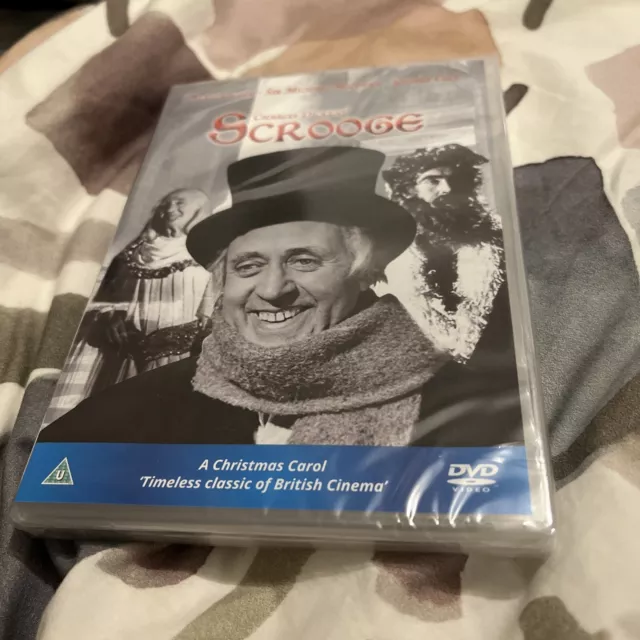 SCROOGE
U
A Christmas Carol
'Timeless classic of British Cinema'
DVD
VIDEO